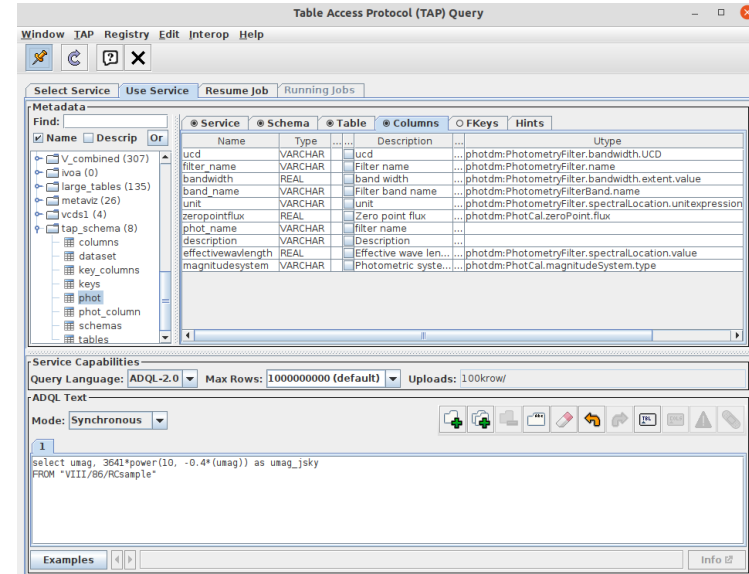 Table Access Protocol (TAP) Query
Window TAP Registry Edit Interop Help
Select Service Use Service Resume Job Running Jobs
Metadata
Find:
Name Descrip Or
Service Schema Table Columns FKeys Hints
Name Type ... ... Description ... Utype
V_combined (307)
ivoa (0)
large_tables (135)
metaviz (26)
vcds1 (4)
tap_schema (8)
columns
dataset
key_columns
keys
phot
phot_column
schemas
tables
ucd VARCHAR ucd ... photdm:PhotometryFilter.bandwidth.UCD
filter_name VARCHAR Filter name ... photdm:PhotometryFilter.name
bandwidth REAL band width ... photdm:PhotometryFilter.bandwidth.extent.value
band_name VARCHAR Filter band name ... photdm:PhotometryFilterBand.name
unit VARCHAR unit ... photdm:PhotometryFilter.spectralLocation.unitexpression
zeropointflux REAL Zero point flux ... photdm:PhotCal.zeroPoint.flux
phot_name VARCHAR filter name ...
description VARCHAR Description ...
effectivewavlength REAL Effective wave len... ... photdm:PhotometryFilter.spectralLocation.value
magnitudesystem VARCHAR Photometric syste... ... photdm:PhotCal.magnitudeSystem.type
Service Capabilities
Query Language: ADQL-2.0 Max Rows: 1000000000 (default) Uploads: 100krow/
ADQL Text
Mode: Synchronous
1
select umag, 3641*power(10, -0.4*(umag)) as umag_jsky
FROM "VIII/86/RCsample"
Examples Info